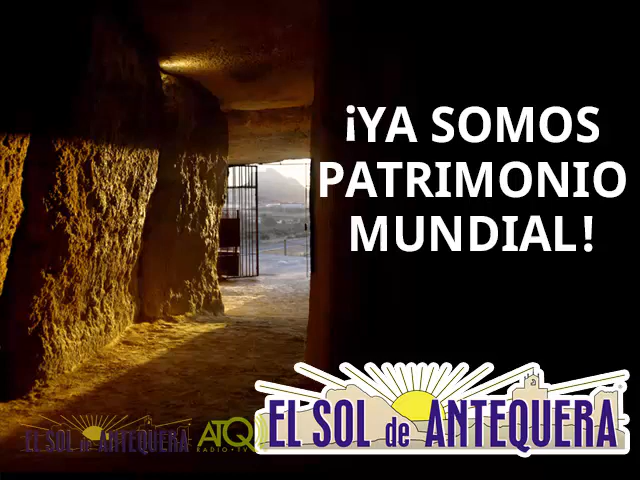 ¡YA SOMOS
PATRIMONIO
MUNDIAL!
EL SOL de ANTEQUERA
EL SOL de ANTEQUERA
ATQ
RADIO • TV